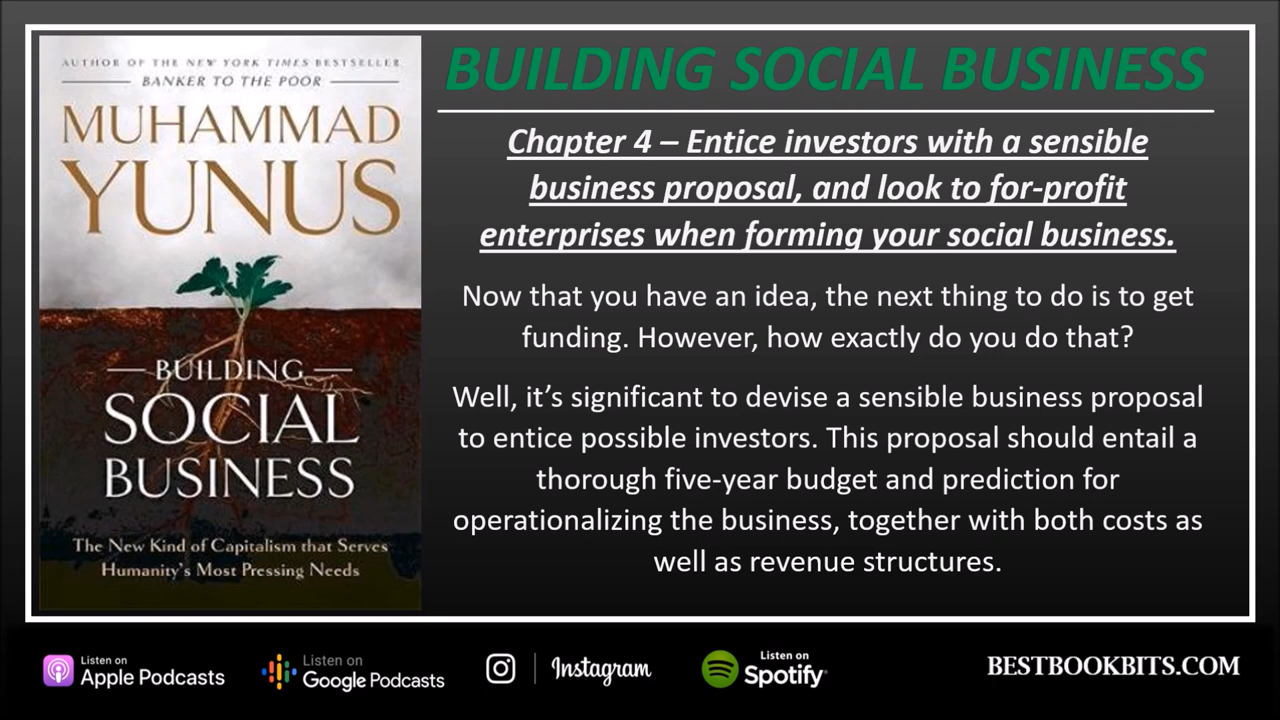 AUTHOR OF THE NEW YORK TIMES BESTSELLER
BANKER TO THE POOR
MUHAMMAD
YUNUS
BUILDING
SOCIAL
BUSINESS
The New Kind of Capitalism that Serves
Humanity's Most Pressing Needs
BUILDING SOCIAL BUSINESS
Chapter 4 – Entice investors with a sensible
business proposal, and look to for-profit
enterprises when forming your social business.
Now that you have an idea, the next thing to do is to get
funding. However, how exactly do you do that?
Well, it’s significant to devise a sensible business proposal
to entice possible investors. This proposal should entail a
thorough five-year budget and prediction for
operationalizing the business, together with both costs as
well as revenue structures.
Listen on
Apple Podcasts
Listen on
Google Podcasts
Instagram
Listen on
Spotify
BESTBOOKBITS.COM